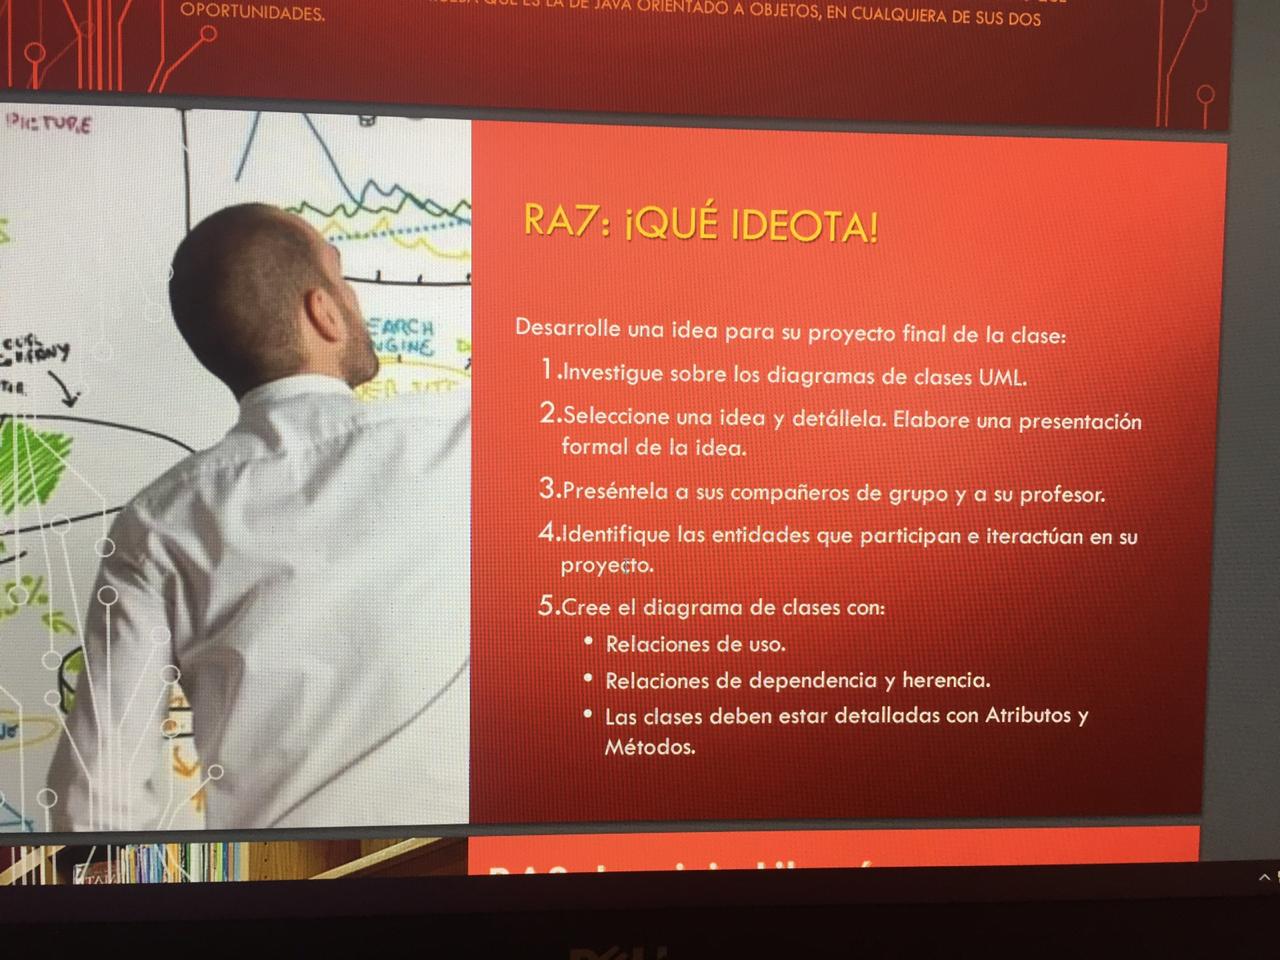 QUE ES LA DE JAVA ORIENTADO A OBJETOS, EN CUALQUIERA DE SUS DOS
OPORTUNIDADES.
PICTURE
EARCH
NGINE
RA7: ¡QUÉ IDEOTA!
Desarrolle una idea para su proyecto final de la clase:
1.Investigue sobre los diagramas de clases UML.
2.Seleccione una idea y detállela. Elabore una presentación
formal de la idea.
3.Preséntela a sus compañeros de grupo y a su profesor.
4.Identifique las entidades que participan e iteractúan en su
proyecto.
5.Cree el diagrama de clases con:
• Relaciones de uso.
• Relaciones de dependencia y herencia.
• Las clases deben estar detalladas con Atributos y
Métodos.